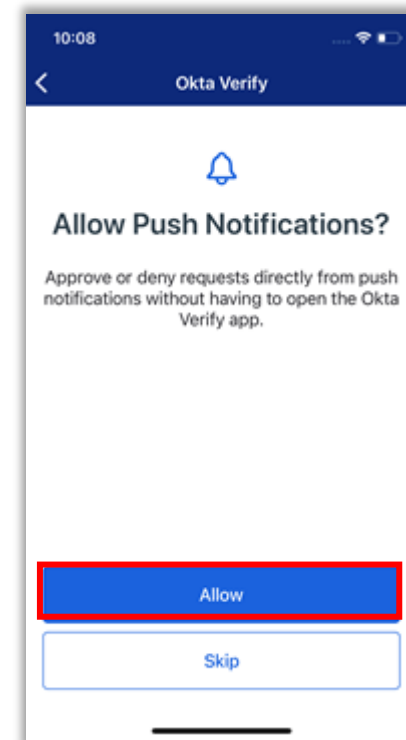 10:08
Okta Verify
Allow Push Notifications?
Approve or deny requests directly from push
notifications without having to open the Okta
Verify app.
Allow
Skip